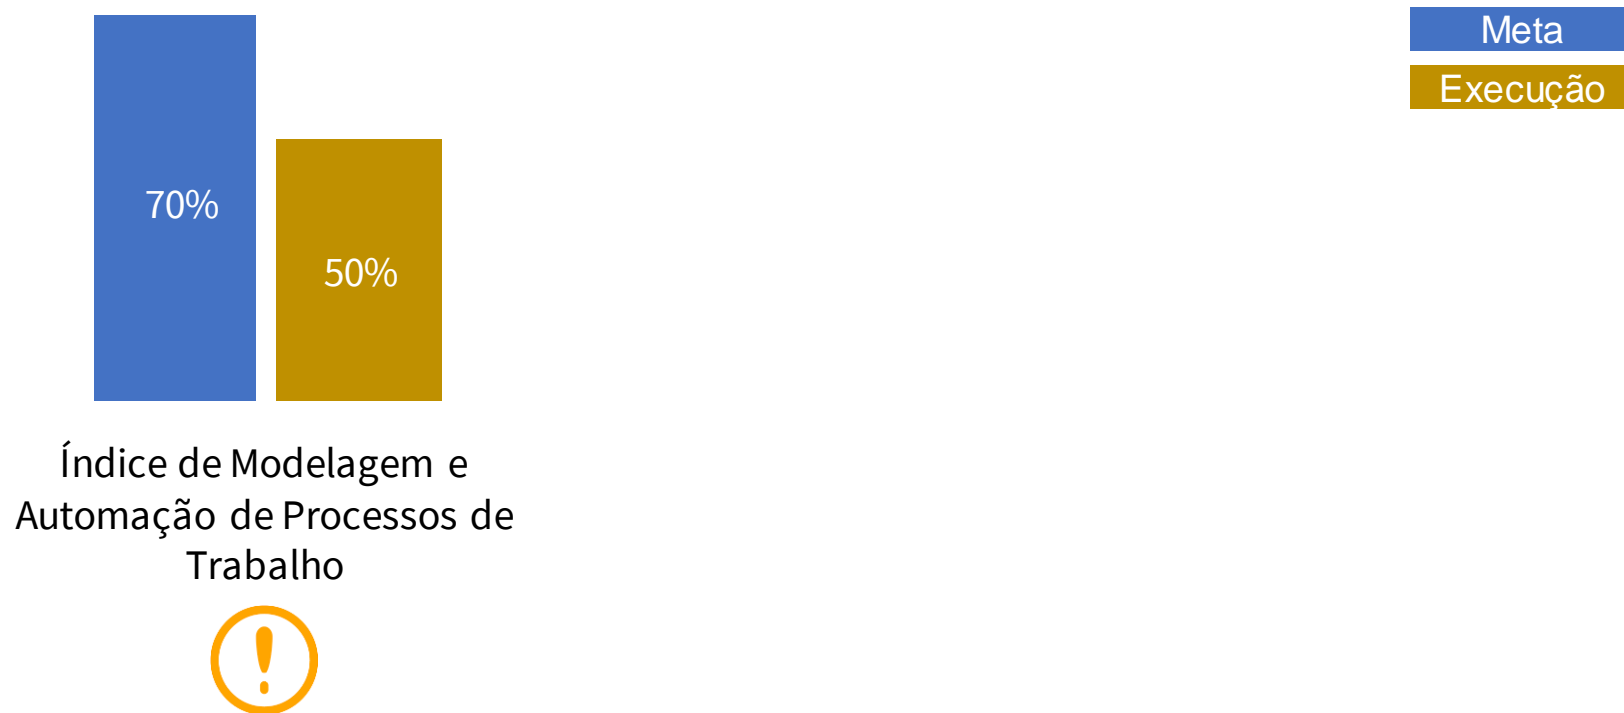 Meta
Execução
70%
50%
Índice de Modelagem e
Automação de Processos de
Trabalho